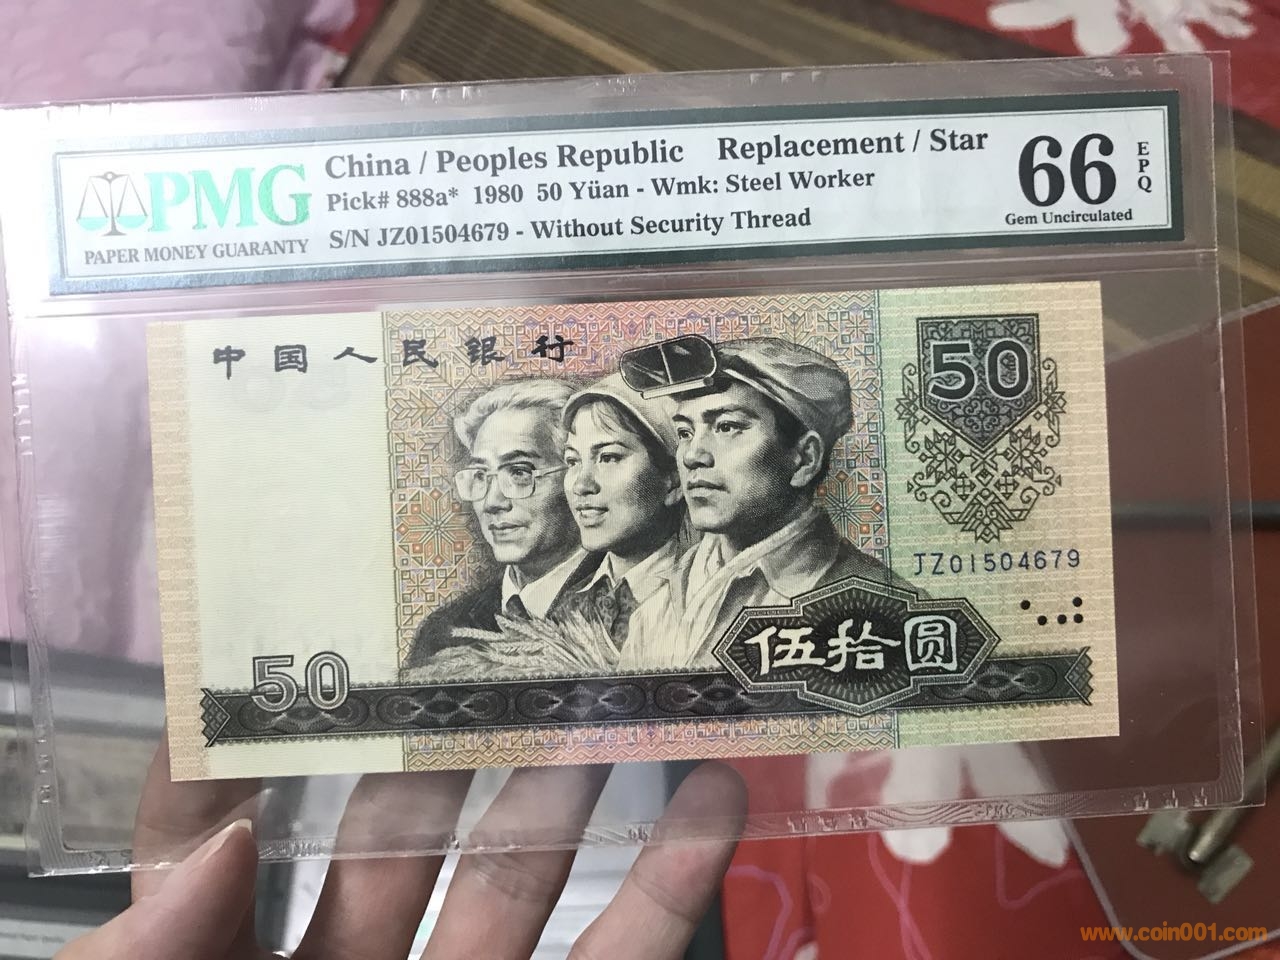 PMG
PAPER MONEY GUARANTY
China / Peoples Republic Replacement / Star
Pick# 888a* 1980 50 Yüan - Wmk: Steel Worker
S/N JZ01504679 - Without Security Thread
66
EPQ
Gem Uncirculated
中国人民银行
50
JZ01504679
伍拾圆
50
PMG
www.coin001.com